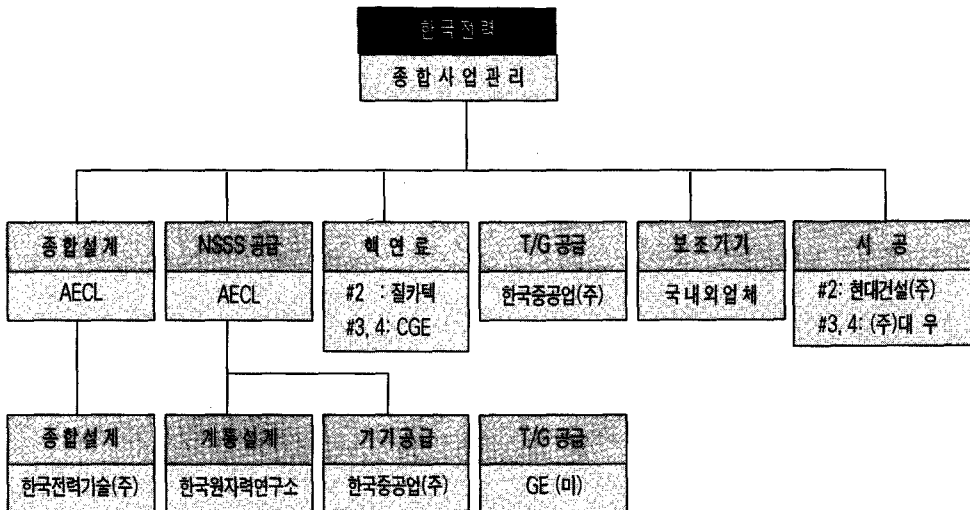 한국전력
종합사업관리
종합설계
AECL
NSSS 공급
AECL
핵연료
#2 : 질카텍
#3, 4: CGE
T/G 공급
한국중공업(주)
보조기기
국내외업체
시 공
#2: 현대건설(주)
#3, 4: (주)대 우
종합설계
한국전력기술(주)
계통설계
한국원자력연구소
기기공급
한국중공업(주)
T/G 공급
GE (미)